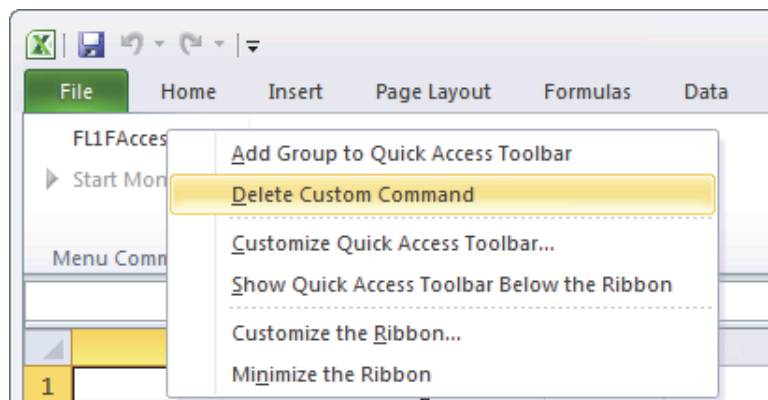 File Home Insert Page Layout Formulas Data
FL1FAcces
Add Group to Quick Access Toolbar
Start Mon
Delete Custom Command
Customize Quick Access Toolbar...
Menu Comm
Show Quick Access Toolbar Below the Ribbon
Customize the Ribbon...
Minimize the Ribbon
1